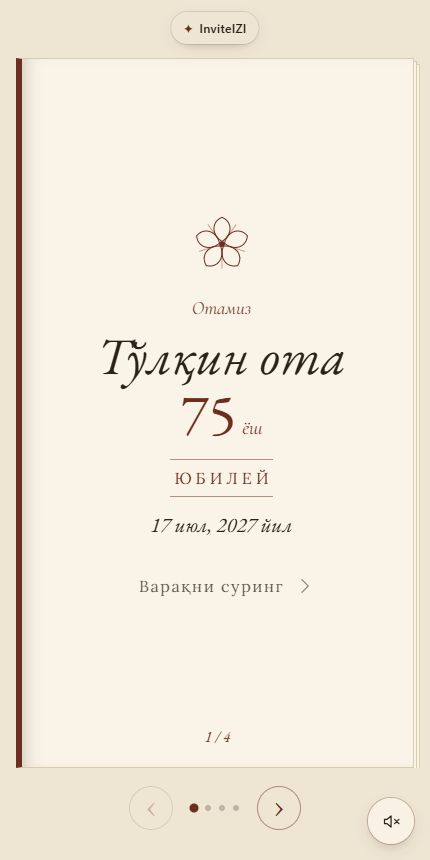 InviteIZI
Отамиз
Тўлқин ота
75 ёш
ЮБИЛЕЙ
17 июл, 2027 йил
Варақни суринг
1 / 4